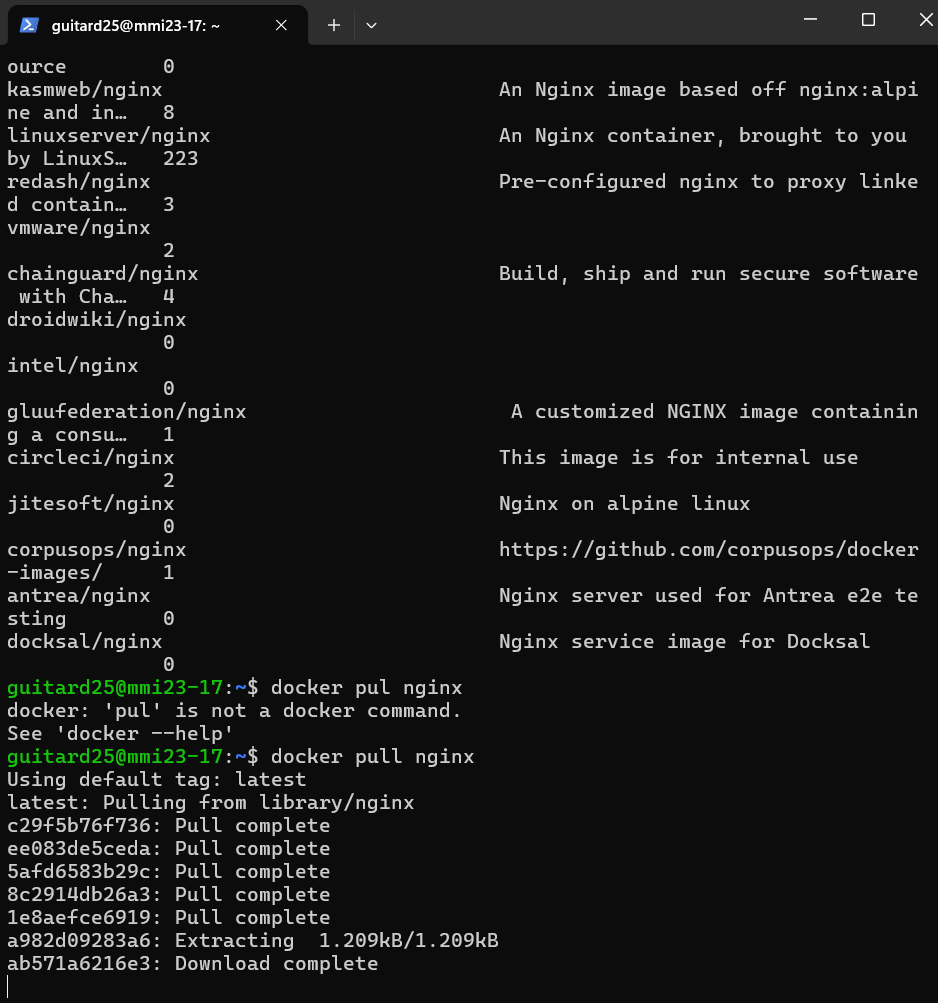 guitard25@mmi23-17: ~
ource        0
kasmweb/nginx                            An Nginx image based off nginx:alpi
ne and in…   8
linuxserver/nginx                        An Nginx container, brought to you
by LinuxS…   223
redash/nginx                             Pre-configured nginx to proxy linke
d contain…   3
vmware/nginx
             2
chainguard/nginx                         Build, ship and run secure software
 with Cha…   4
droidwiki/nginx
             0
intel/nginx
             0
gluufederation/nginx                      A customized NGINX image containin
g a consu…   1
circleci/nginx                           This image is for internal use
             2
jitesoft/nginx                           Nginx on alpine linux
             0
corpusops/nginx                          https://github.com/corpusops/docker
-images/     1
antrea/nginx                             Nginx server used for Antrea e2e te
sting        0
docksal/nginx                            Nginx service image for Docksal
             0
guitard25@mmi23-17:~$ docker pul nginx
docker: 'pul' is not a docker command.
See 'docker --help'
guitard25@mmi23-17:~$ docker pull nginx
Using default tag: latest
latest: Pulling from library/nginx
c29f5b76f736: Pull complete
ee083de5ceda: Pull complete
5afd6583b29c: Pull complete
8c2914db26a3: Pull complete
1e8aefce6919: Pull complete
a982d09283a6: Extracting  1.209kB/1.209kB
ab571a6216e3: Download complete